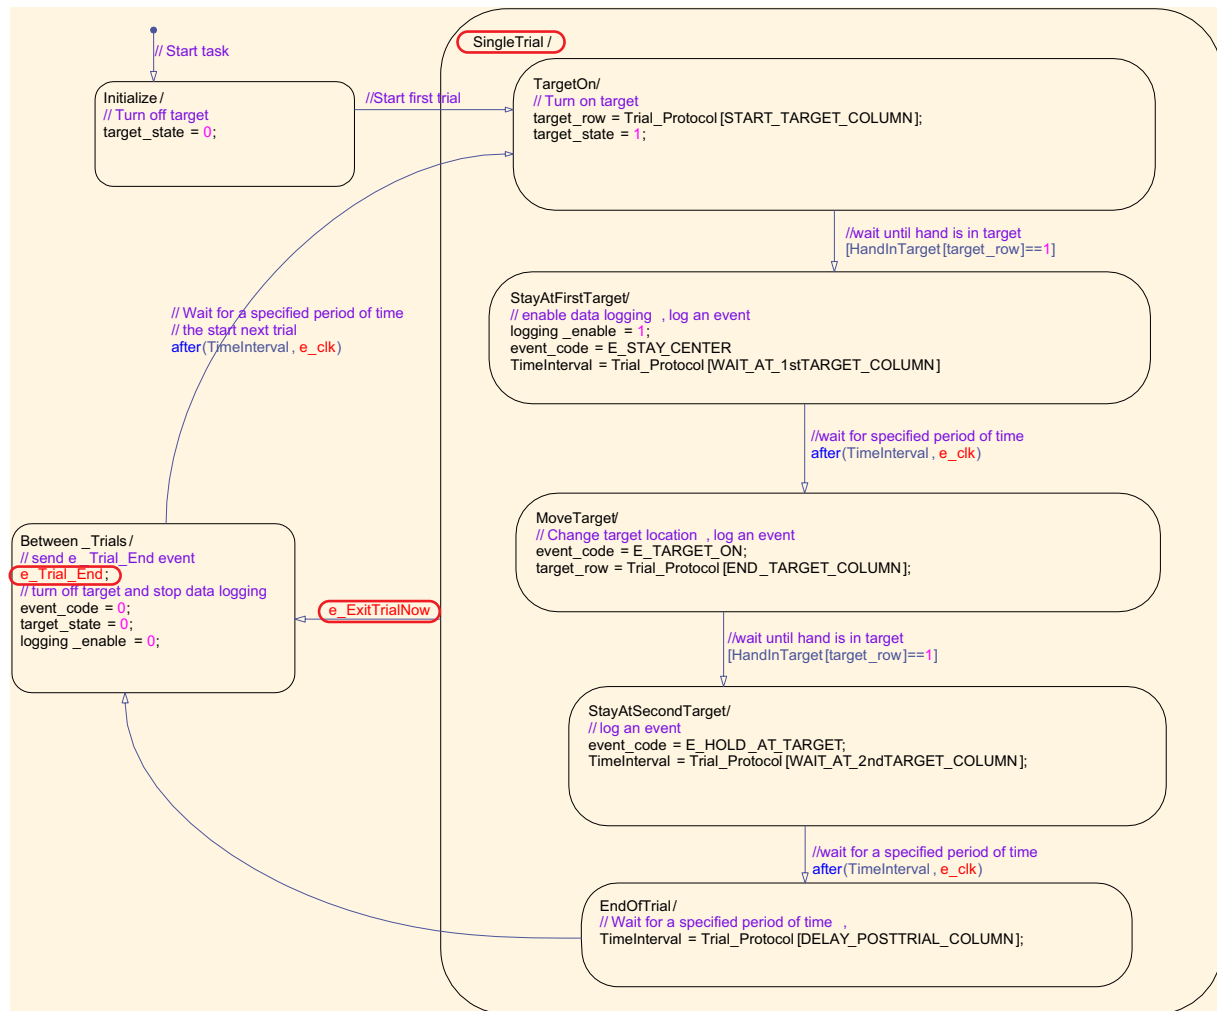 // Start task
SingleTrial /
Initialize /
// Turn off target
target_state = 0;
//Start first trial
TargetOn/
// Turn on target
target_row = Trial_Protocol [START_TARGET_COLUMN];
target_state = 1;
//wait until hand is in target
[HandInTarget [target_row]==1]
StayAtFirstTarget/
// enable data logging , log an event
logging _enable = 1;
event_code = E_STAY_CENTER
TimeInterval = Trial_Protocol [WAIT_AT_1stTARGET_COLUMN]
// Wait for a specified period of time
// the start next trial
after(TimeInterval , e_clk)
//wait for specified period of time
after(TimeInterval , e_clk)
MoveTarget/
// Change target location , log an event
event_code = E_TARGET_ON;
target_row = Trial_Protocol [END_TARGET_COLUMN];
Between _Trials /
// send e _Trial_End event
e_Trial_End;
// turn off target and stop data logging
event_code = 0;
target_state = 0;
logging _enable = 0;
e_ExitTrialNow
//wait until hand is in target
[HandInTarget [target_row]==1]
StayAtSecondTarget/
// log an event
event_code = E_HOLD _AT_TARGET;
TimeInterval = Trial_Protocol [WAIT_AT_2ndTARGET_COLUMN];
//wait for a specified period of time
after(TimeInterval , e_clk)
EndOfTrial /
// Wait for a specified period of time ,
TimeInterval = Trial_Protocol [DELAY_POSTTRIAL_COLUMN];